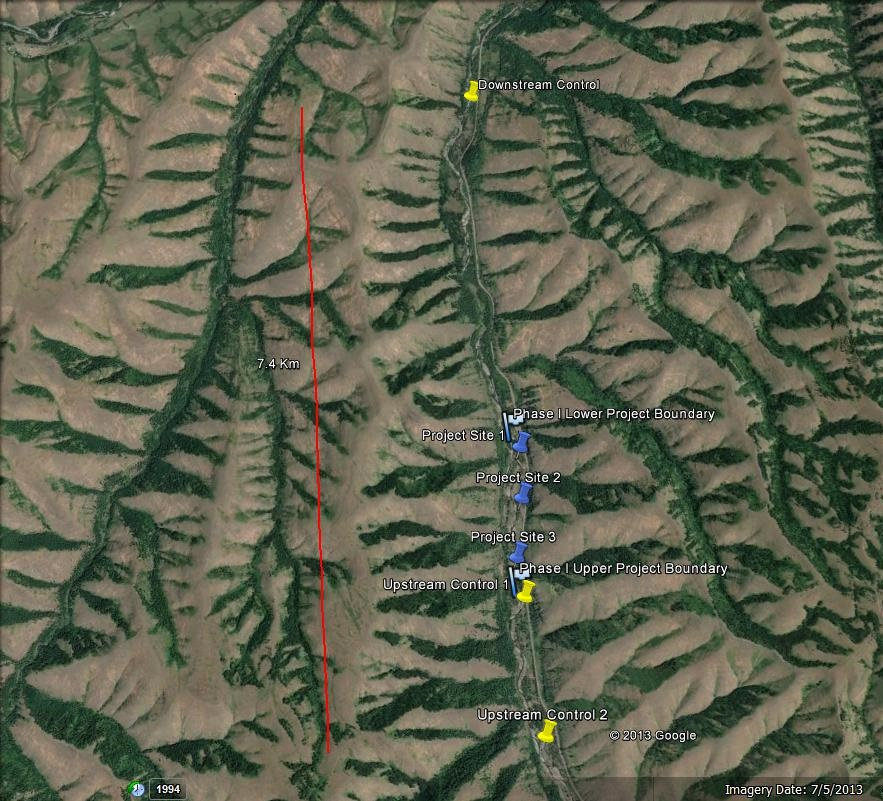 Downstream Control
7.4 Km
Phase I Lower Project Boundary
Project Site 1
Project Site 2
Project Site 3
Phase I Upper Project Boundary
Upstream Control 1
Upstream Control 2
© 2013 Google
1994
Imagery Date: 7/5/2013